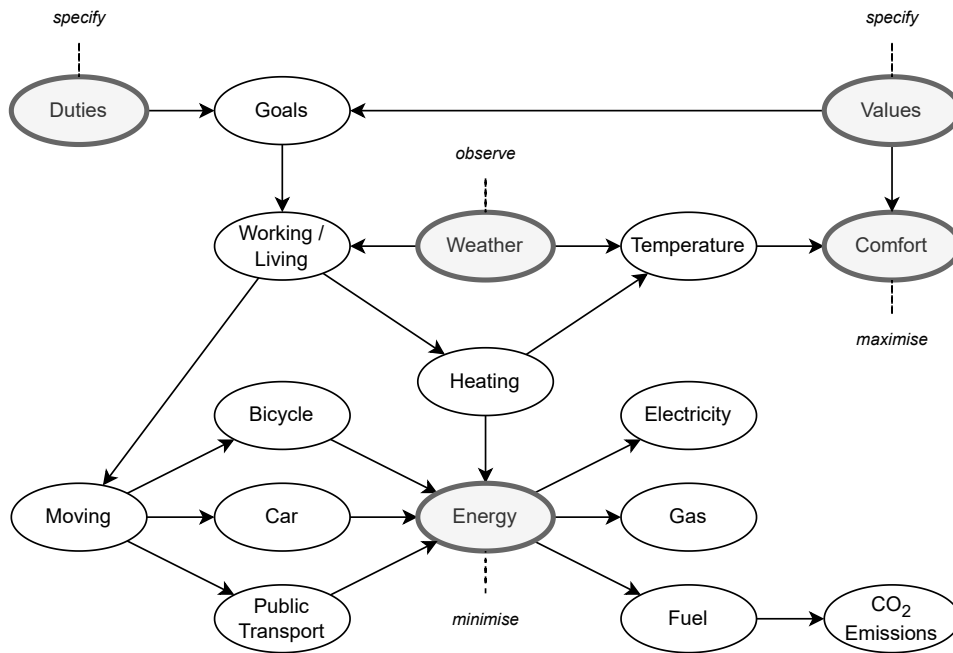 specify
specify
Duties
Goals
Values
observe
Working /
Living
Weather
Temperature
Comfort
maximise
Heating
Bicycle
Electricity
Moving
Car
Energy
Gas
Public
Transport
minimise
Fuel
CO2
Emissions